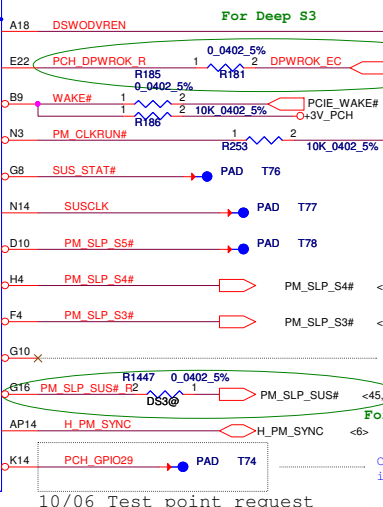 For Deep S3
A18 DSWODVREN
0_0402_5%
E22 PCH_DPWROK_R 1 2 DPWROK_EC
R185 R181
0_0402_5%
B9 WAKE# 1 2 PCIE_WAKE#
1 2 +3V_PCH
R186 10K_0402_5%
N3 PM_CLKRUN# 1 2
R253 10K_0402_5%
G8 SUS_STAT# PAD T76
N14 SUSCLK PAD T77
D10 PM_SLP_S5# PAD T78
H4 PM_SLP_S4# PM_SLP_S4# <
F4 PM_SLP_S3# PM_SLP_S3# <
G10
R1447 0_0402_5%
G16 PM_SLP_SUS#_R 2 1 PM_SLP_SUS# <45,
DS3@
Fo
AP14 H_PM_SYNC H_PM_SYNC <6>
K14 PCH_GPIO29 PAD T74
10/06 Test point request